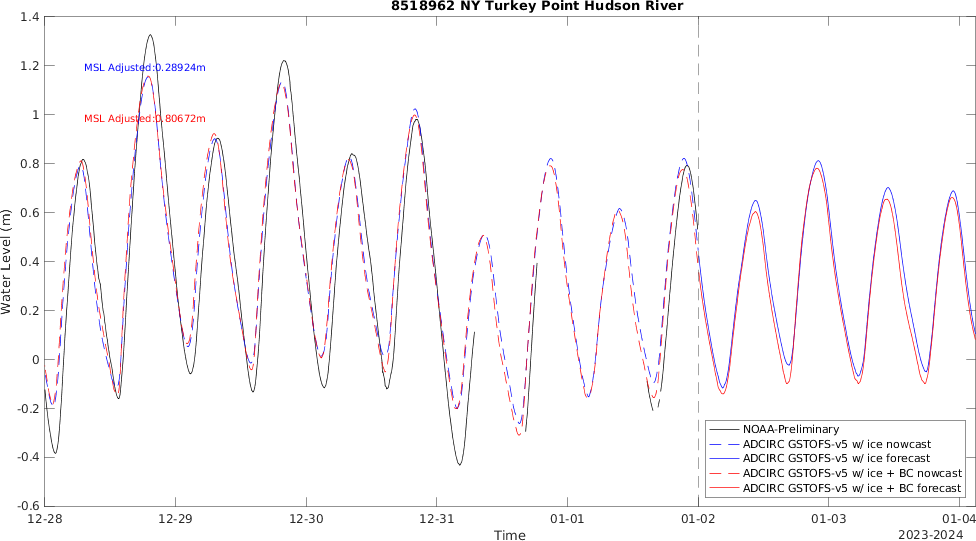 8518962 NY Turkey Point Hudson River
1.4
1.2
1
0.8
0.6
0.4
0.2
0
-0.2
-0.4
-0.6
Water Level (m)
MSL Adjusted:0.28924m
MSL Adjusted:0.80672m
NOAA-Preliminary
ADCIRC GSTOFS-v5 w/ ice nowcast
ADCIRC GSTOFS-v5 w/ ice forecast
ADCIRC GSTOFS-v5 w/ ice + BC nowcast
ADCIRC GSTOFS-v5 w/ ice + BC forecast
12-28 12-29 12-30 12-31 01-01 01-02 01-03 01-04
Time
2023-2024